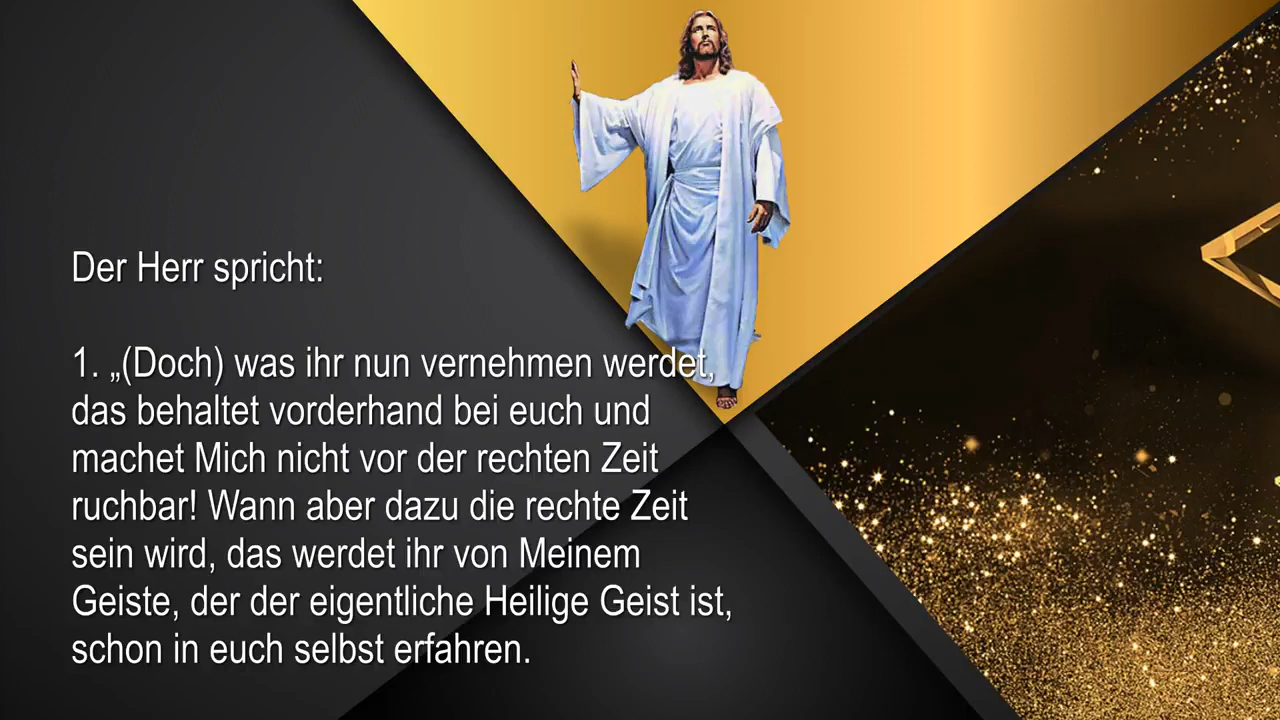 Der Herr spricht:
1. „(Doch) was ihr nun vernehmen werdet,
das behaltet vorderhand bei euch und
machet Mich nicht vor der rechten Zeit
ruchbar! Wann aber dazu die rechte Zeit
sein wird, das werdet ihr von Meinem
Geiste, der der eigentliche Heilige Geist ist,
schon in euch selbst erfahren.